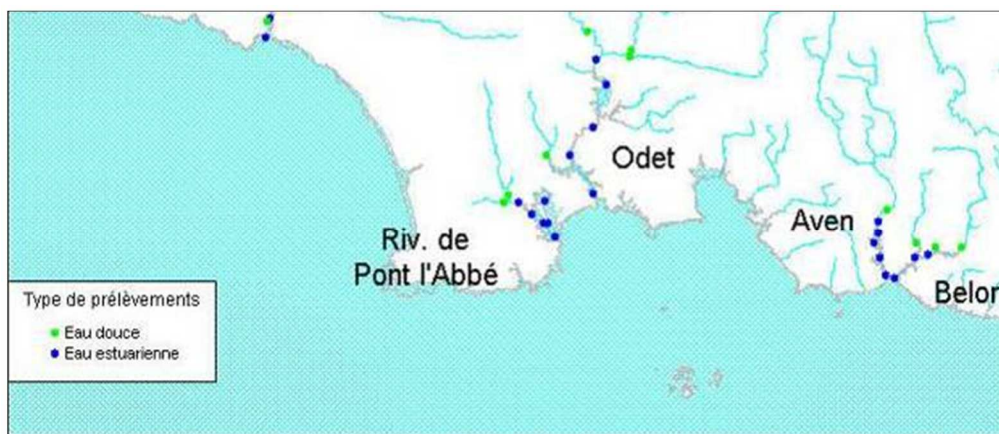 Odet
Aven
Riv. de
Pont l'Abbé
Belon
Type de prélèvements
Eau douce
Eau estuarienne